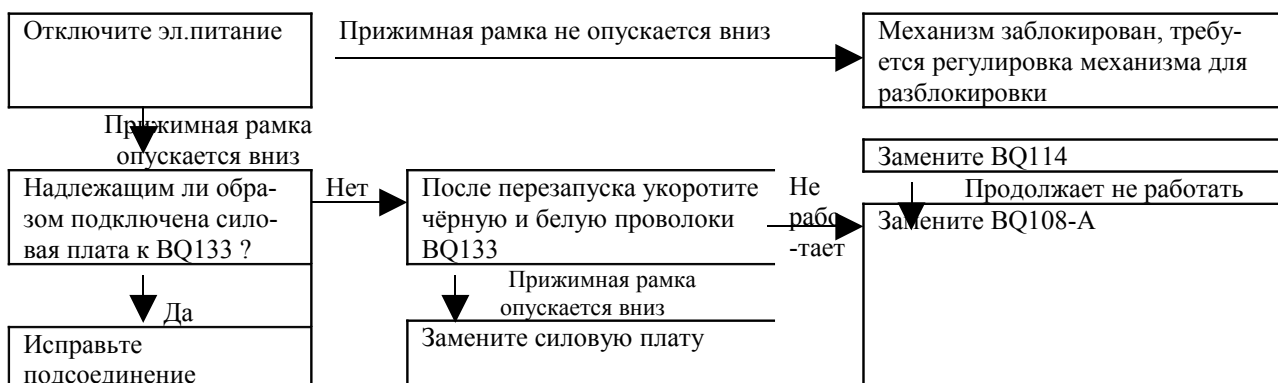 Отключите эл.питание
Прижимная рамка не опускается вниз
Механизм заблокирован, требу-
ется регулировка механизма для
разблокировки
Прижимная рамка
опускается вниз
Замените BQ114
Продолжает не работать
Надлежащим ли обра-
зом подключена сило-
вая плата к BQ133 ?
Нет
После перезапуска укоротите
чёрную и белую проволоки
BQ133
Не
рабо
-тает
Замените BQ108-A
Да
Прижимная рамка
опускается вниз
Исправьте
подсоединение
Замените силовую плату